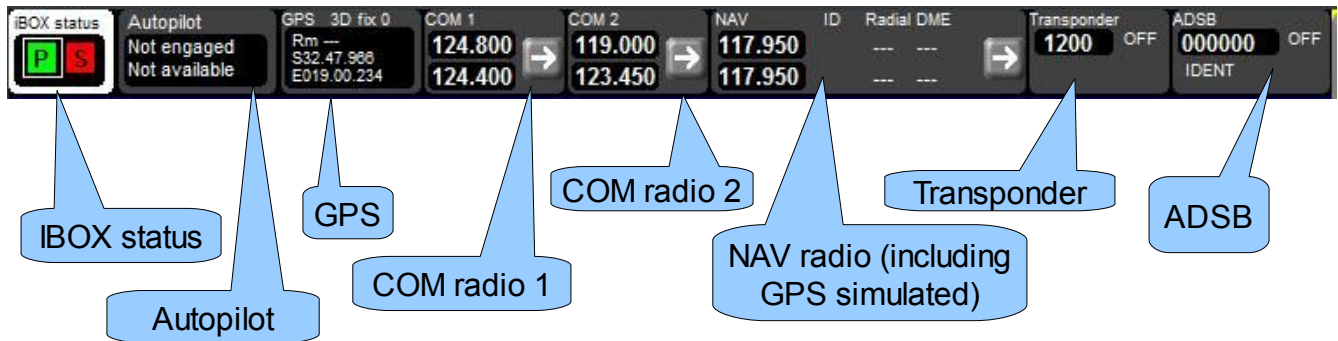 iBOX status
P S
Autopilot
Not engaged
Not available
GPS 3D fix 0
Rm ---
S32.47.986
E019.00.234
COM 1
124.800
124.400
COM 2
119.000
123.450
NAV ID Radial DME
117.950 --- ---
117.950 --- ---
Transponder
1200 OFF
ADSB
000000 OFF
IDENT
IBOX status
Autopilot
GPS
COM radio 1
COM radio 2
NAV radio (including
GPS simulated)
Transponder
ADSB